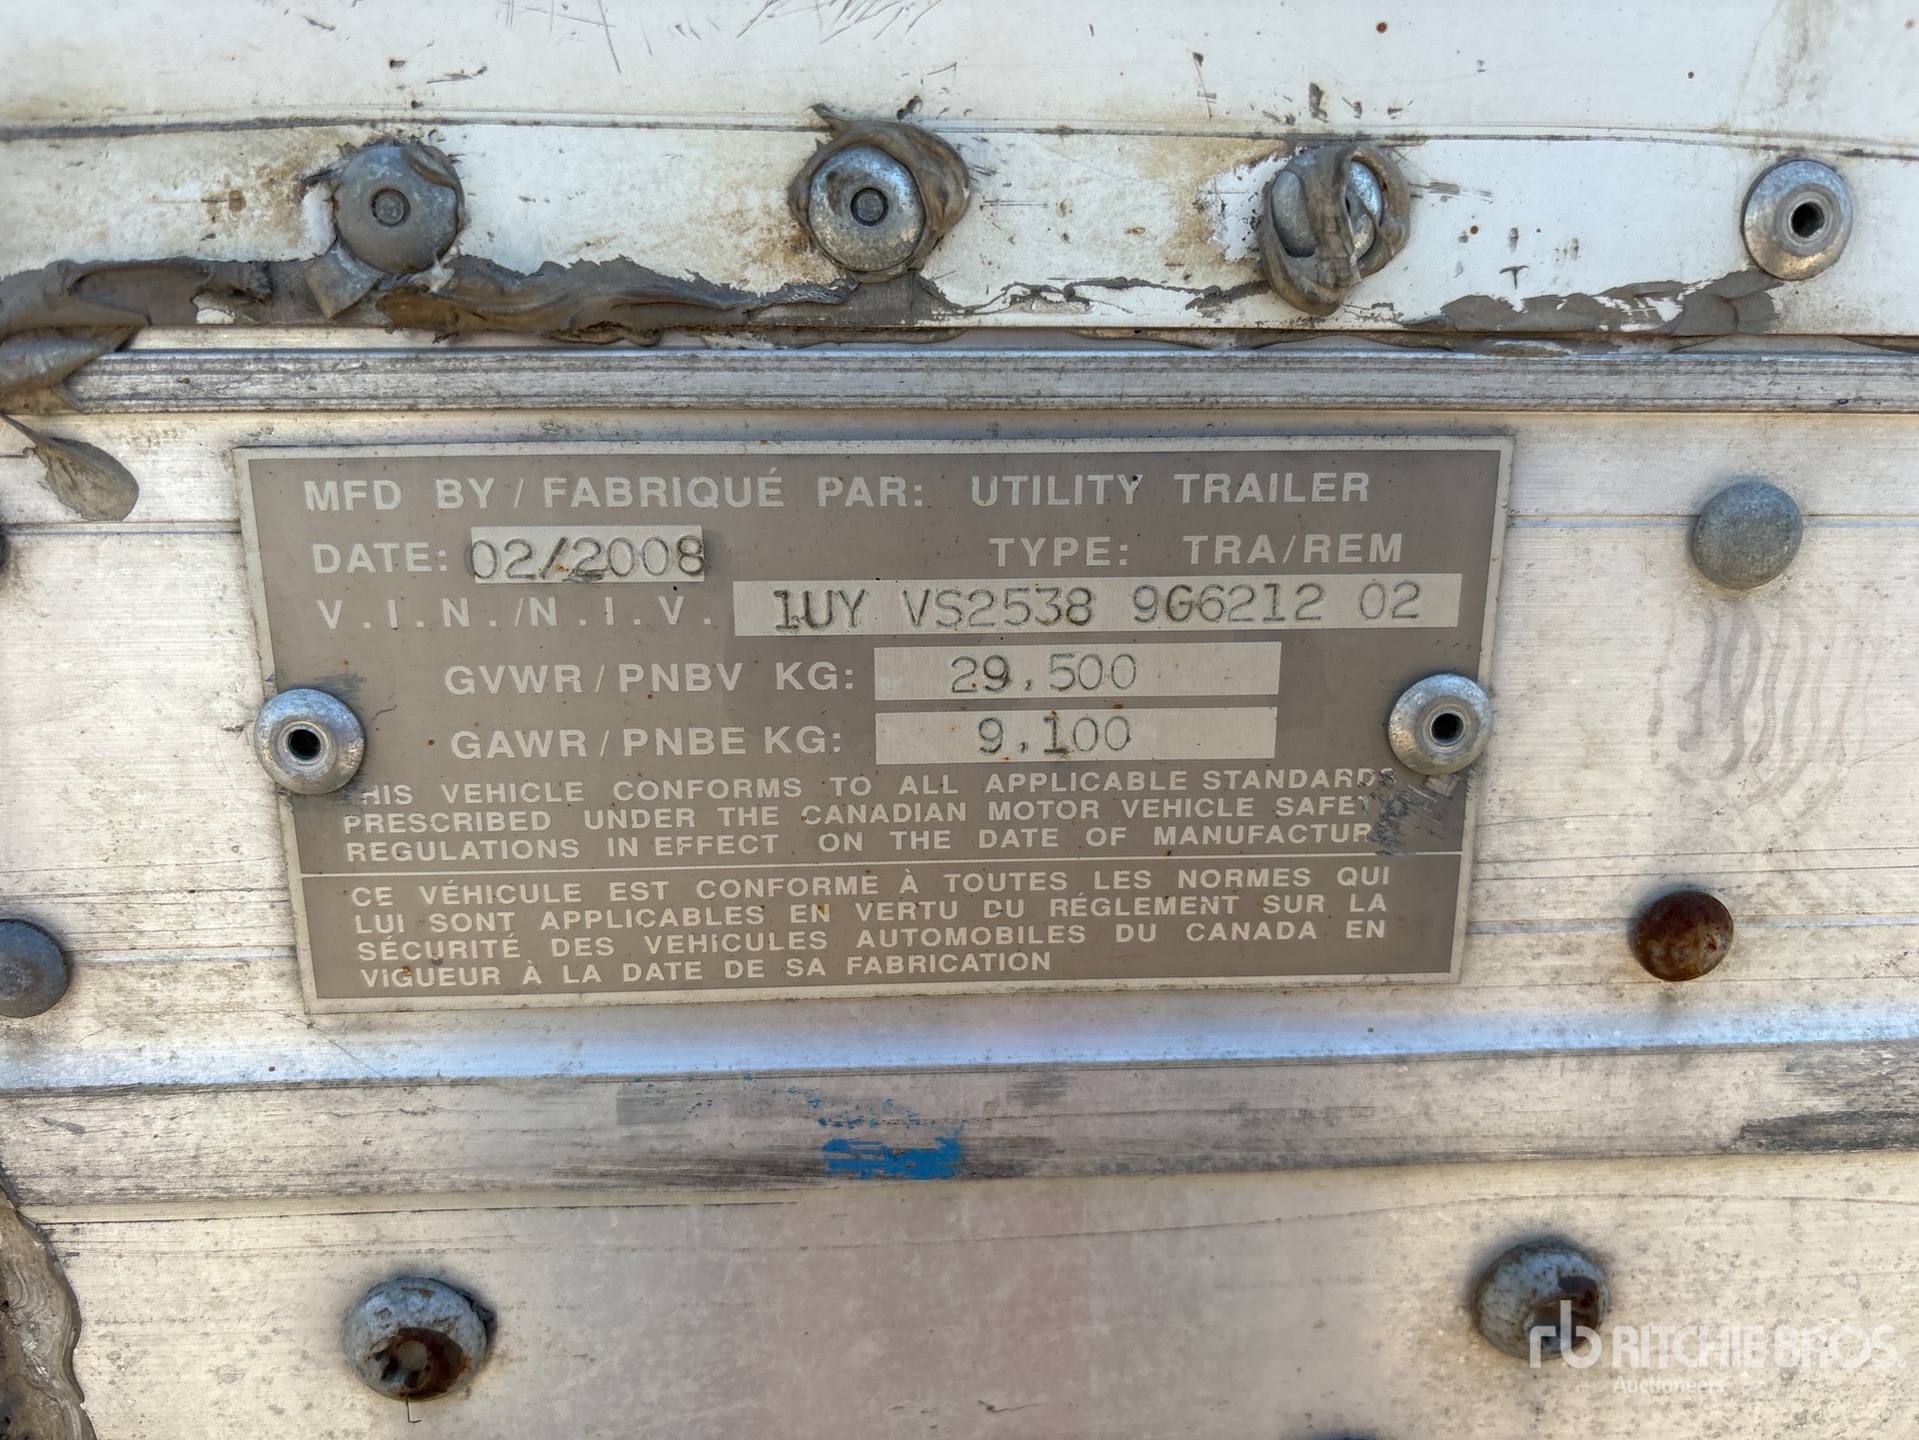 MFD BY / FABRIQUÉ PAR: UTILITY TRAILER
DATE: 02/2008 TYPE: TRA/REM
V.I.N./N.I.V. 1UY VS2538 9G6212 02
GVWR/PNBV KG: 29,500
GAWR/PNBE KG: 9,100
THIS VEHICLE CONFORMS TO ALL APPLICABLE STANDARDS
PRESCRIBED UNDER THE CANADIAN MOTOR VEHICLE SAFETY
REGULATIONS IN EFFECT ON THE DATE OF MANUFACTUR
CE VÉHICULE EST CONFORME À TOUTES LES NORMES QUI
LUI SONT APPLICABLES EN VERTU DU RÉGLEMENT SUR LA
SÉCURITÉ DES VEHICULES AUTOMOBILES DU CANADA EN
VIGUEUR À LA DATE DE SA FABRICATION
rb RITCHIE BROS.
Auctioneers